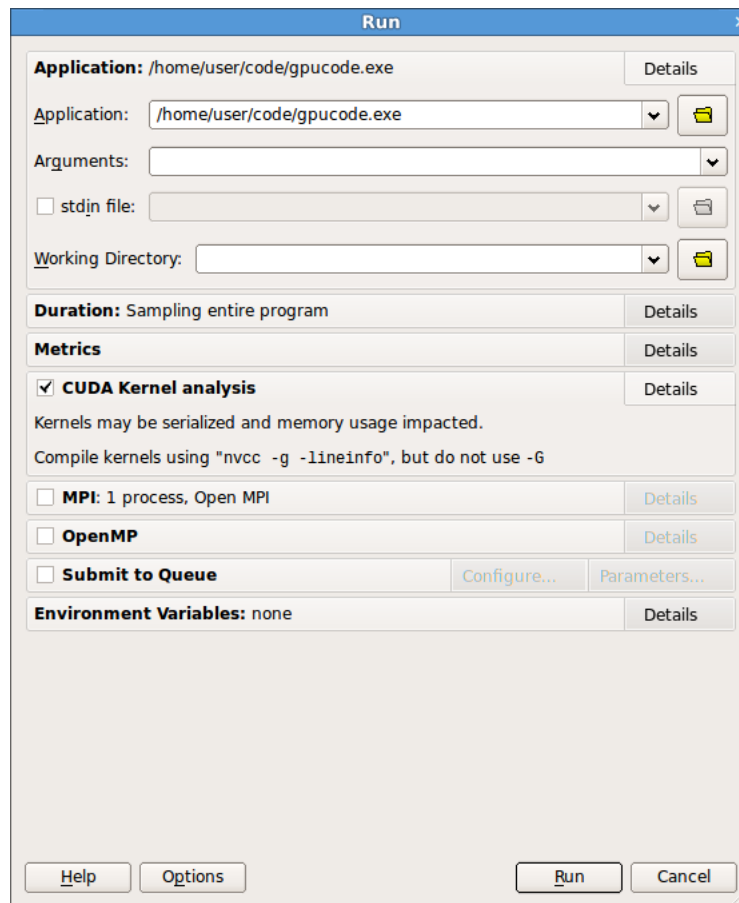 Run
Application: /home/user/code/gpucode.exe Details
Application: /home/user/code/gpucode.exe
Arguments:
stdin file:
Working Directory:
Duration: Sampling entire program Details
Metrics Details
CUDA Kernel analysis Details
Kernels may be serialized and memory usage impacted.
Compile kernels using "nvcc -g -lineinfo", but do not use -G
MPI: 1 process, Open MPI Details
OpenMP Details
Submit to Queue Configure... Parameters...
Environment Variables: none Details
Help Options Run Cancel